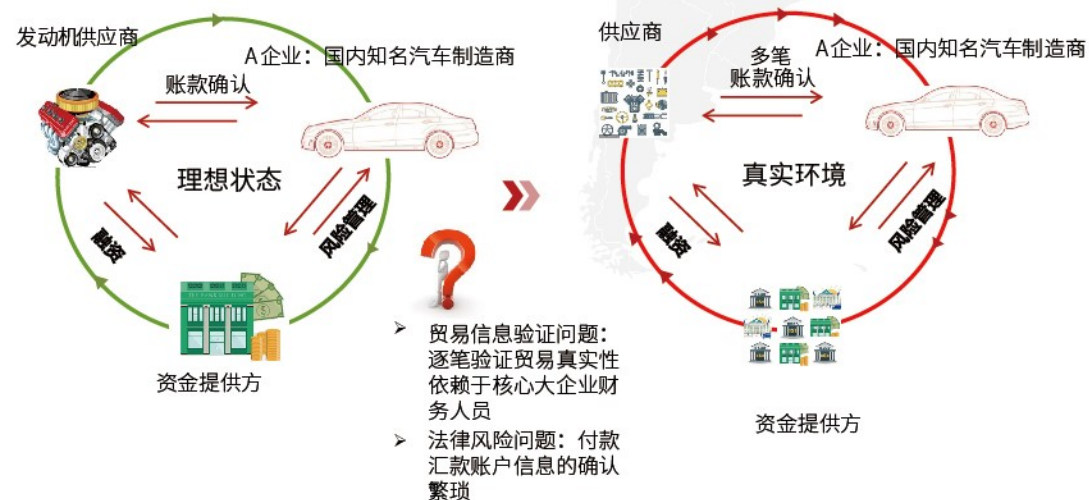 发动机供应商
A企业：国内知名汽车制造商
账款确认
理想状态
融资
风险管理
资金提供方
➢ 贸易信息验证问题：
逐笔验证贸易真实性
依赖于核心大企业财
务人员
➢ 法律风险问题：付款
汇款账户信息的确认
繁琐
供应商
A企业：国内知名汽车制造商
多笔
账款确认
真实环境
融资
风险管理
资金提供方